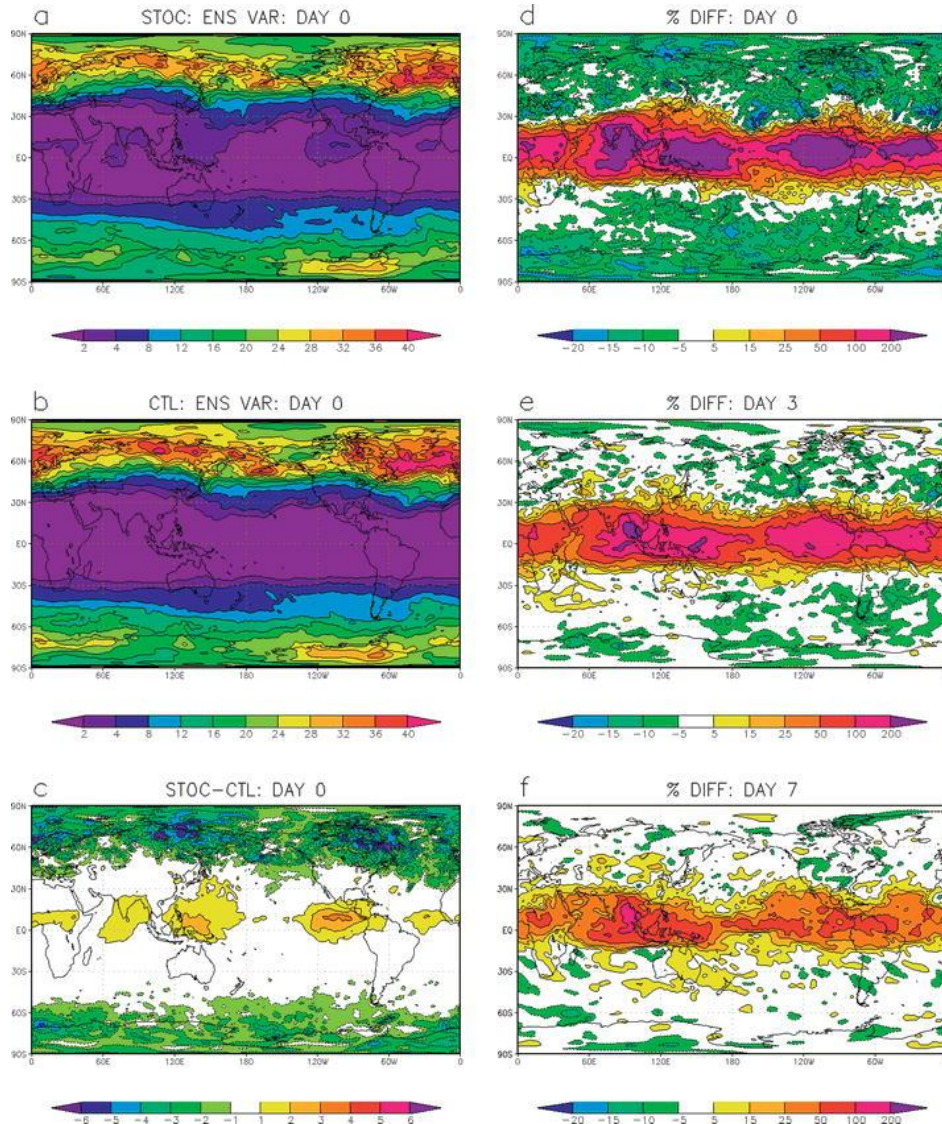 a
STOC: ENS VAR: DAY 0
90N
60N
30N
EQ
30S
60S
90S
0 60E 120E 180 120W 60W 0
2 4 8 12 16 20 24 28 32 36 40
b
CTL: ENS VAR: DAY 0
90N
60N
30N
EQ
30S
60S
90S
0 60E 120E 180 120W 60W 0
2 4 8 12 16 20 24 28 32 36 40
c
STOC-CTL: DAY 0
90N
60N
30N
EQ
30S
60S
90S
0 60E 120E 180 120W 60W 0
-6 -5 -4 -3 -2 -1 1 2 3 4 5 6
d
% DIFF: DAY 0
90N
60N
30N
EQ
30S
60S
90S
0 60E 120E 180 120W 60W
-20 -15 -10 -5 5 15 25 50 100 200
e
% DIFF: DAY 3
90N
60N
30N
EQ
30S
60S
90S
0 60E 120E 180 120W 60W
-20 -15 -10 -5 5 15 25 50 100 200
f
% DIFF: DAY 7
90N
60N
30N
EQ
30S
60S
90S
0 60E 120E 180 120W 60W
-20 -15 -10 -5 5 15 25 50 100 200